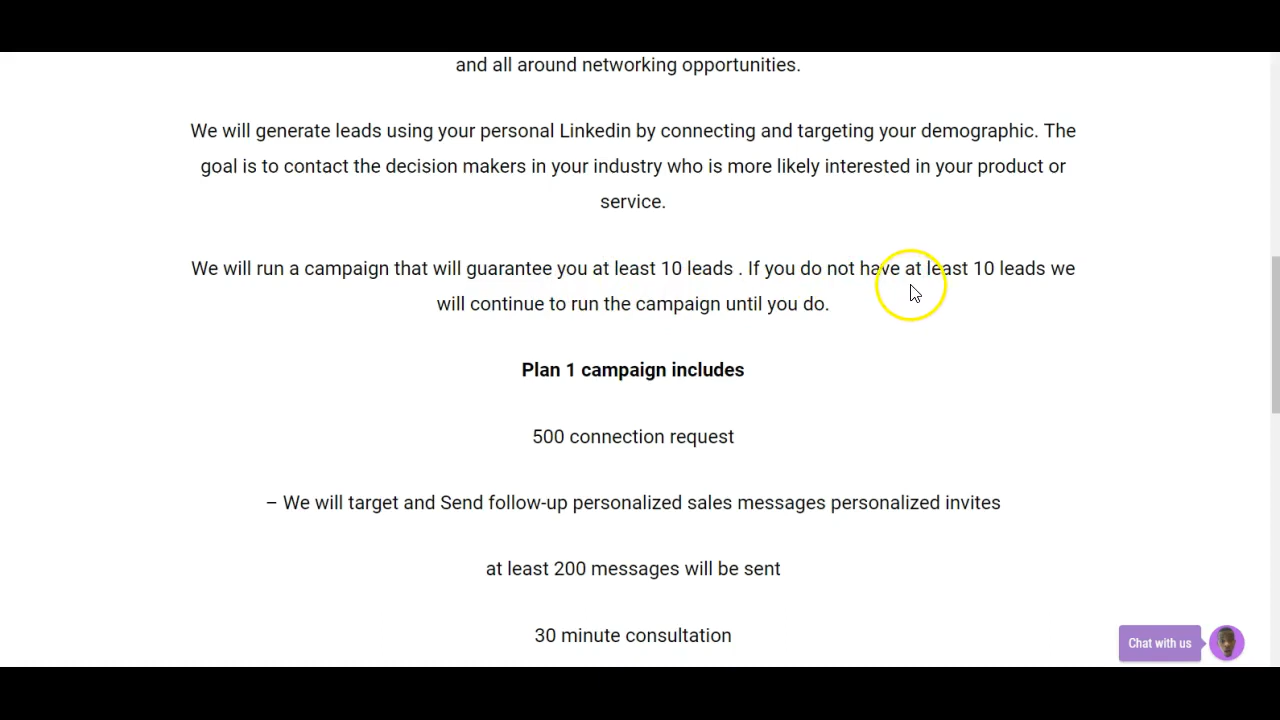 and all around networking opportunities.
We will generate leads using your personal Linkedin by connecting and targeting your demographic. The
goal is to contact the decision makers in your industry who is more likely interested in your product or
service.
We will run a campaign that will guarantee you at least 10 leads . If you do not have at least 10 leads we
will continue to run the campaign until you do.
Plan 1 campaign includes
500 connection request
– We will target and Send follow-up personalized sales messages personalized invites
at least 200 messages will be sent
30 minute consultation
Chat with us